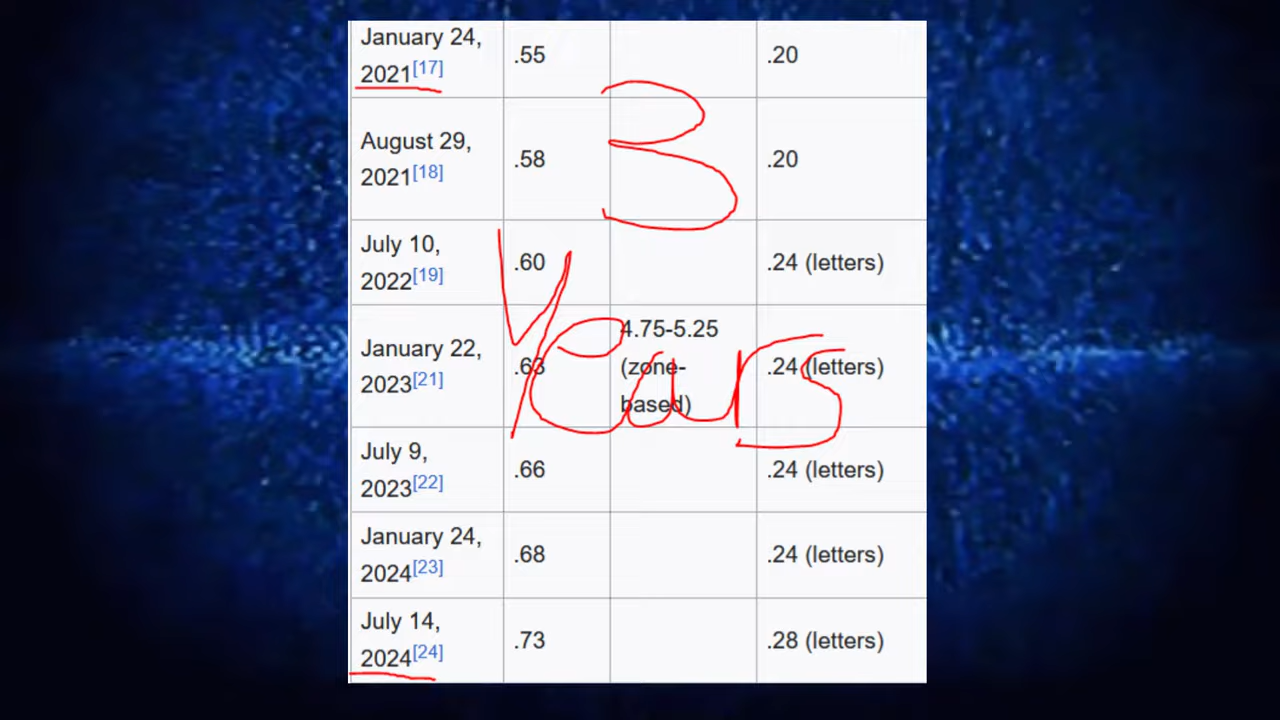 January 24, 2021[17] .55 .20
August 29, 2021[18] .58 .20
3
July 10, 2022[19] .60 .24 (letters)
January 22, 2023[21] .63 4.75-5.25 (zone-based) .24 (letters)
Years
July 9, 2023[22] .66 .24 (letters)
January 24, 2024[23] .68 .24 (letters)
July 14, 2024[24] .73 .28 (letters)